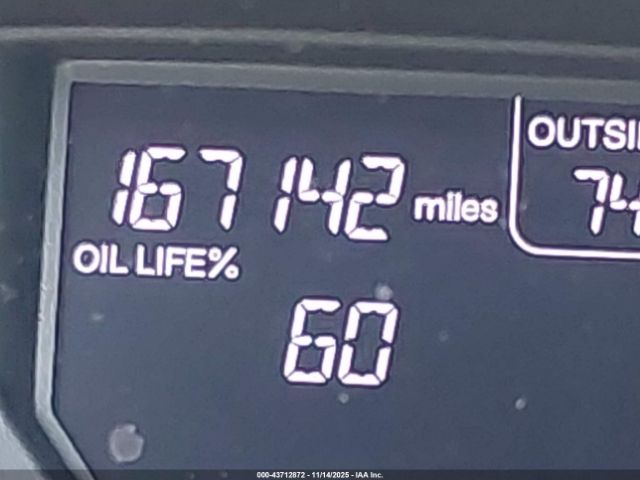 167142 miles
OUTSI
74
OIL LIFE%
60
000-43712872 - 11/14/2025 - IAA Inc.